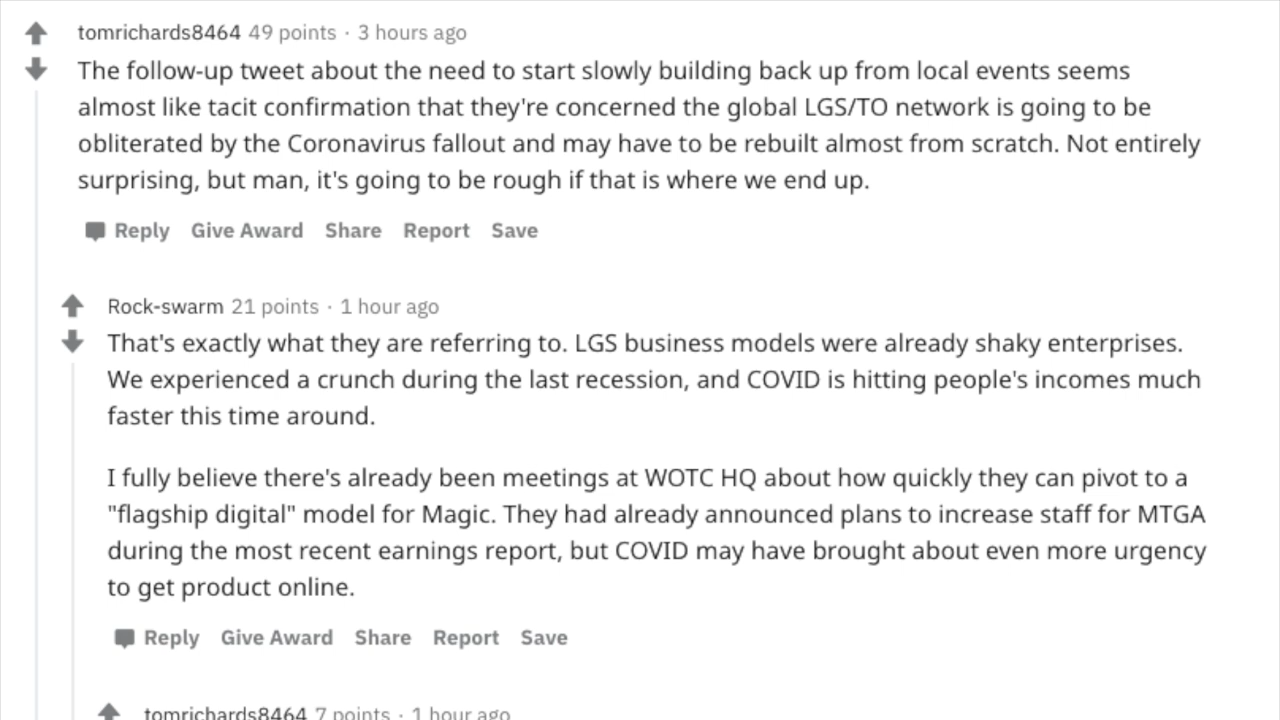 tomrichards8464 49 points · 3 hours ago
The follow-up tweet about the need to start slowly building back up from local events seems
almost like tacit confirmation that they're concerned the global LGS/TO network is going to be
obliterated by the Coronavirus fallout and may have to be rebuilt almost from scratch. Not entirely
surprising, but man, it's going to be rough if that is where we end up.
Reply Give Award Share Report Save
Rock-swarm 21 points · 1 hour ago
That's exactly what they are referring to. LGS business models were already shaky enterprises.
We experienced a crunch during the last recession, and COVID is hitting people's incomes much
faster this time around.
I fully believe there's already been meetings at WOTC HQ about how quickly they can pivot to a
"flagship digital" model for Magic. They had already announced plans to increase staff for MTGA
during the most recent earnings report, but COVID may have brought about even more urgency
to get product online.
Reply Give Award Share Report Save
tomrichards8464 7 points · 1 hour ago